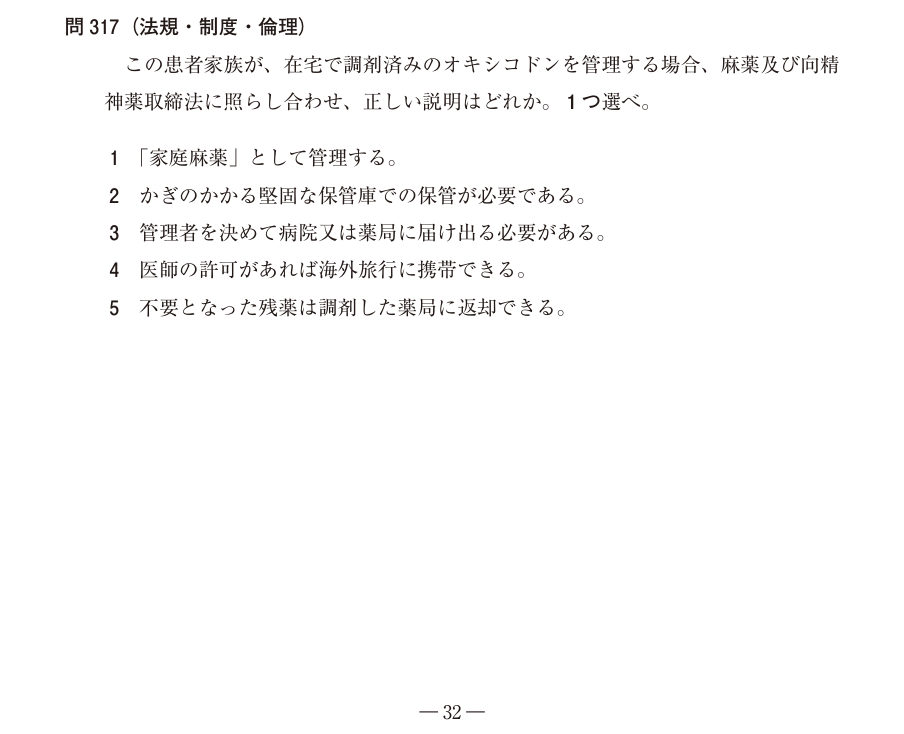 問 317 （法規・制度・倫理）
この患者家族が、在宅で調剤済みのオキシコドンを管理する場合、麻薬及び向精
神薬取締法に照らし合わせ、正しい説明はどれか。1つ選べ。
1 「家庭麻薬」として管理する。
2 かぎのかかる堅固な保管庫での保管が必要である。
3 管理者を決めて病院又は薬局に届け出る必要がある。
4 医師の許可があれば海外旅行に携帯できる。
5 不要となった残薬は調剤した薬局に返却できる。
— 32 —